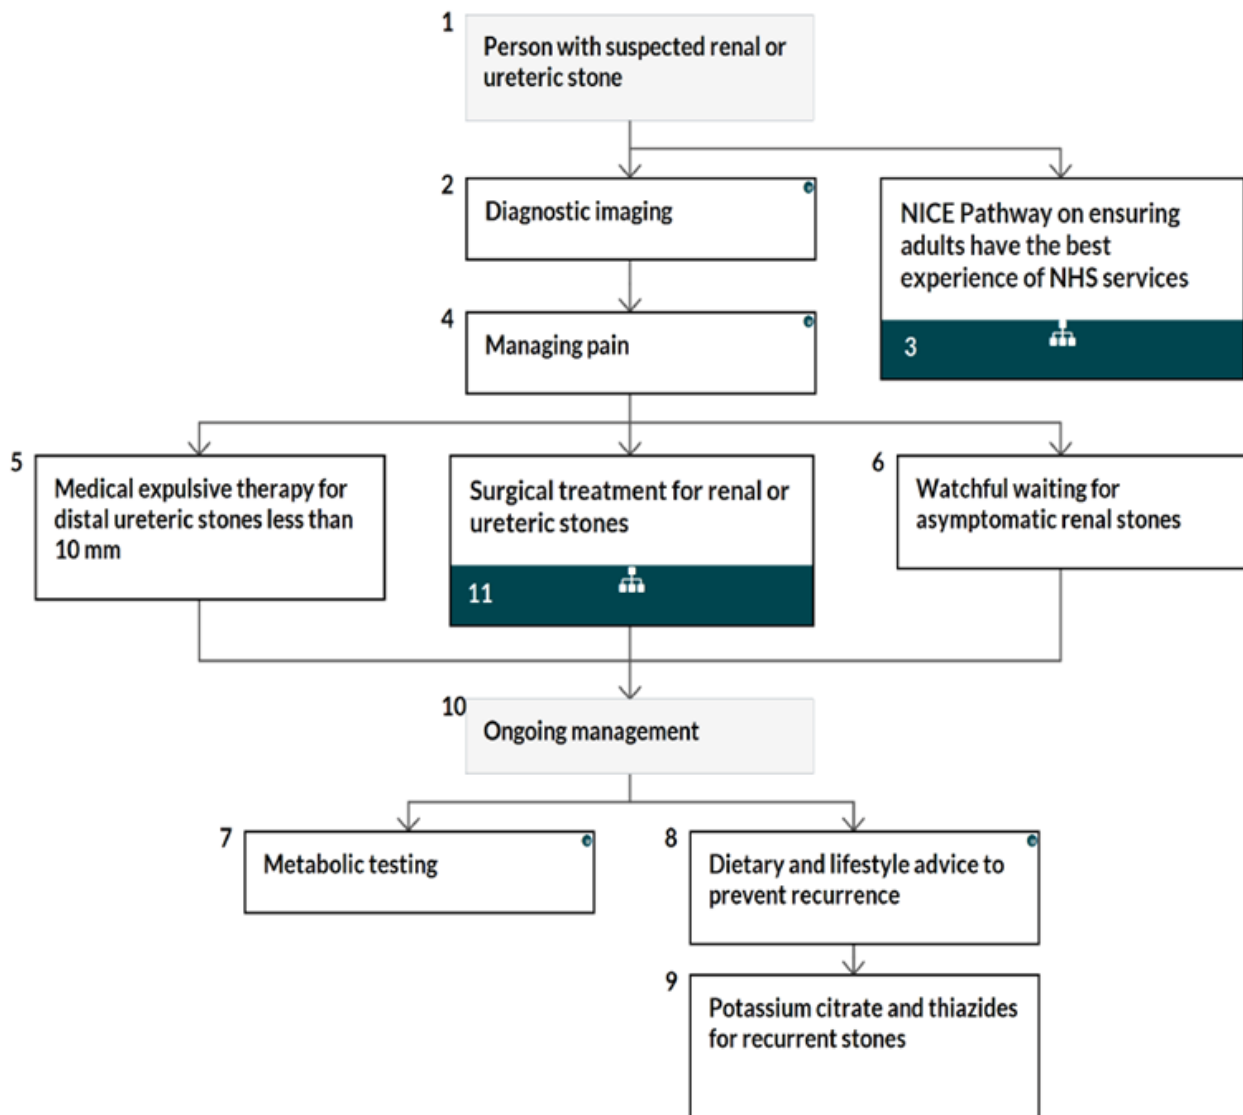 1
Person with suspected renal or
ureteric stone
2
Diagnostic imaging
NICE Pathway on ensuring
adults have the best
experience of NHS services
3
4
Managing pain
5
Medical expulsive therapy for
distal ureteric stones less than
10 mm
Surgical treatment for renal or
ureteric stones
11
6
Watchful waiting for
asymptomatic renal stones
10
Ongoing management
7
Metabolic testing
8
Dietary and lifestyle advice to
prevent recurrence
9
Potassium citrate and thiazides
for recurrent stones